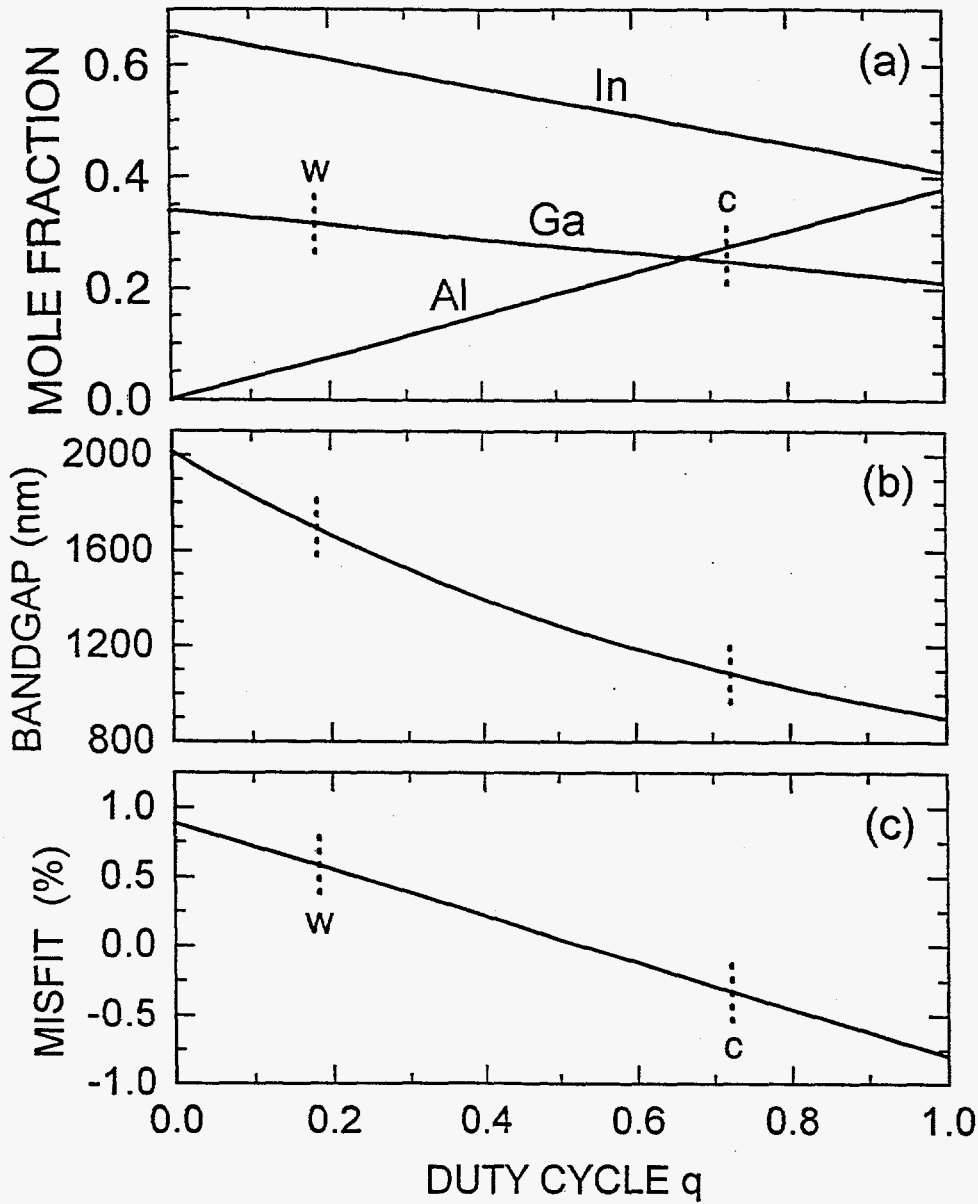 MOLE FRACTION
0.6
0.4
0.2
0.0
(a)
In
w
c
Ga
Al
BANDGAP (nm)
2000
1600
1200
800
(b)
MISFIT (%)
1.0
0.5
0.0
-0.5
-1.0
(c)
w
c
0.0 0.2 0.4 0.6 0.8 1.0
DUTY CYCLE q